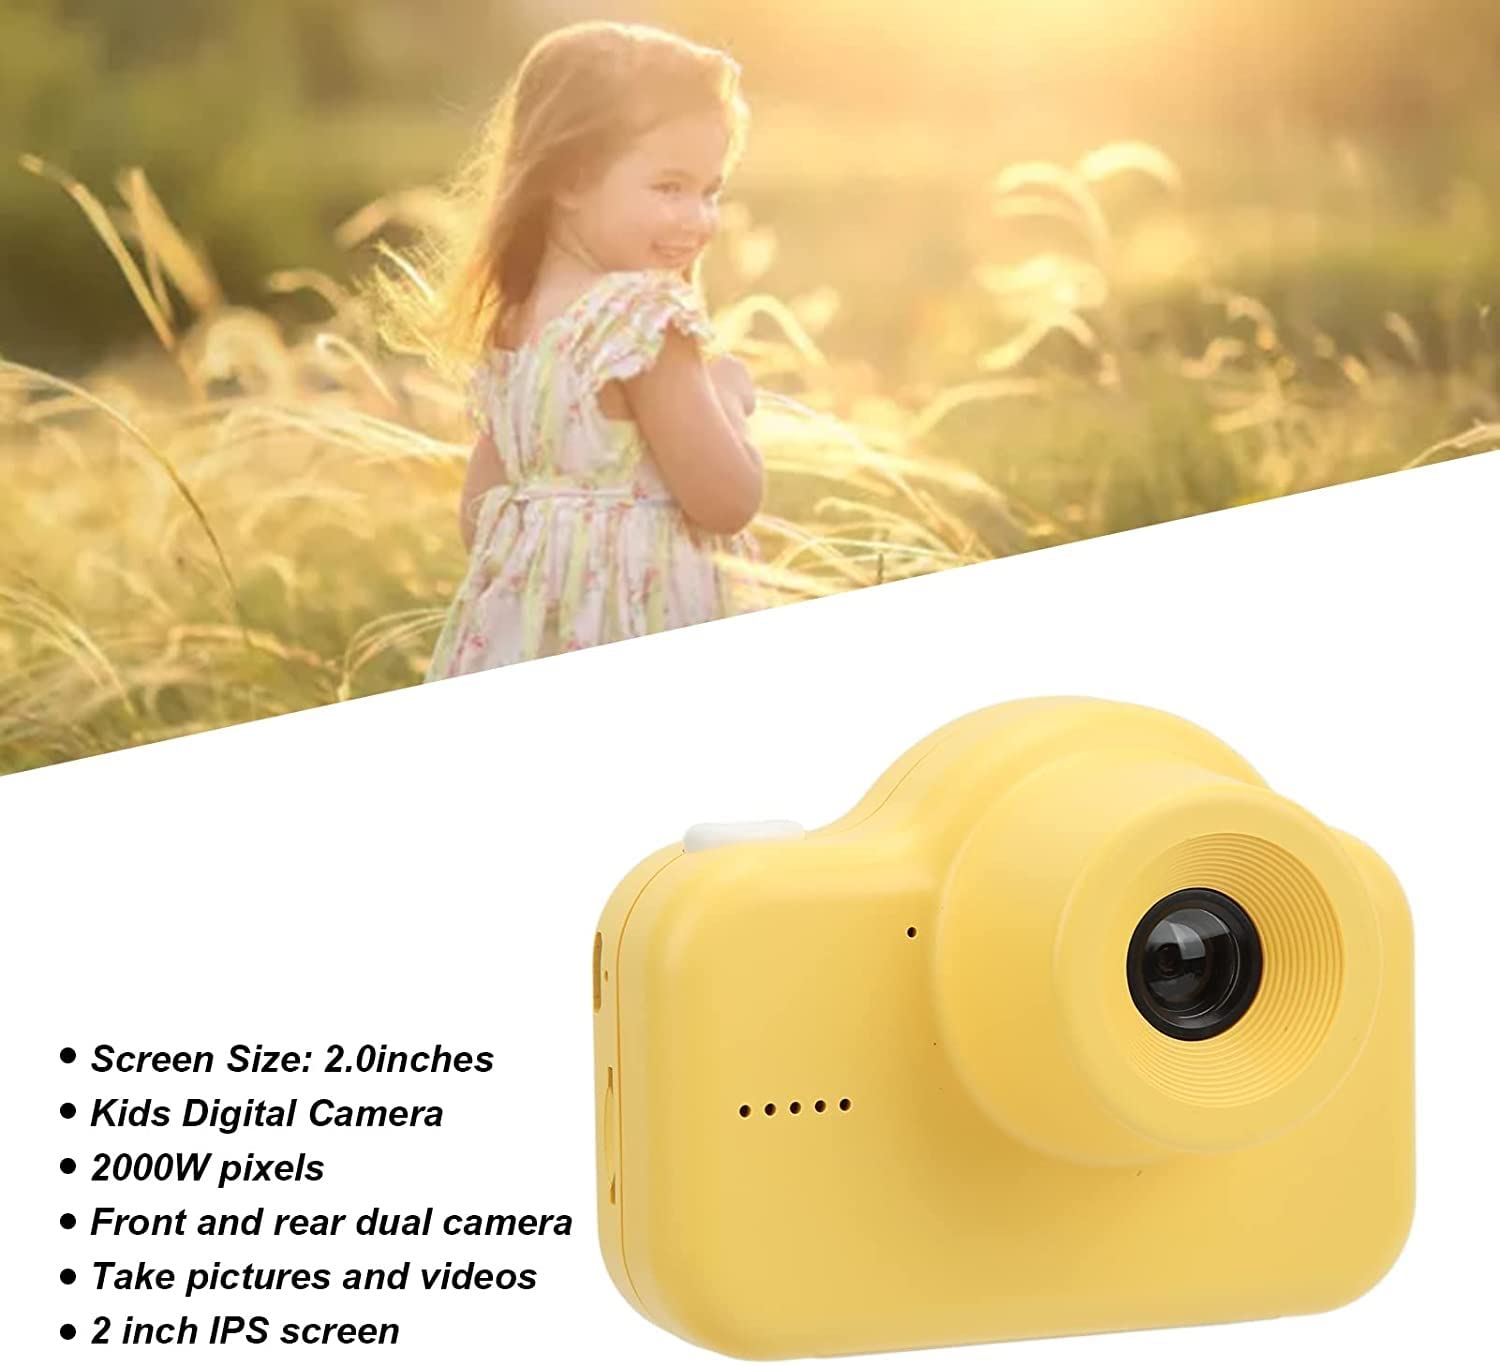 Screen Size: 2.0inches
Kids Digital Camera
2000W pixels
Front and rear dual camera
Take pictures and videos
2 inch IPS screen